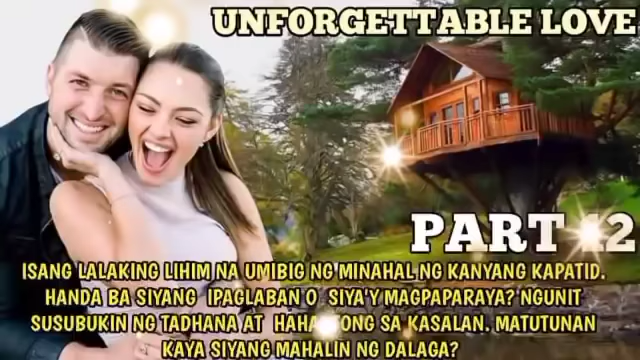 UNFORGETTABLE LOVE
PART 2
ISANG LALAKING LIHIM NA UMIBIG NG MINAHAL NG KANYANG KAPATID.
HANDA BA SIYANG IPAGLABAN O SIYA'Y MAGPAPARAYA? NGUNIT
SUSUBUKIN NG TADHANA AT SA KASALAN. MATUTUNAN
KAYA SIYANG MAHALIN NG DALAGA?